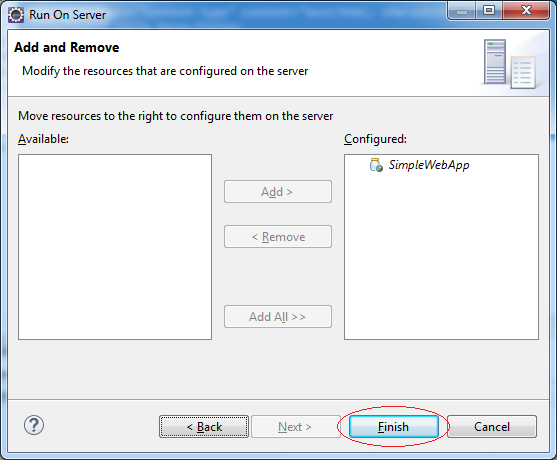 Run On Server
Add and Remove
Modify the resources that are configured on the server
Move resources to the right to configure them on the server
Available:
Configured:
SimpleWebApp
Add >
< Remove
Add All >>
?
< Back
Next >
Finish
Cancel